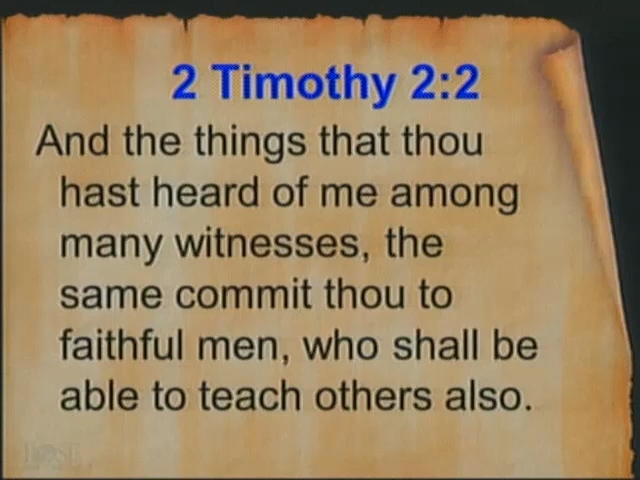 2 Timothy 2:2
And the things that thou
hast heard of me among
many witnesses, the
same commit thou to
faithful men, who shall be
able to teach others also.